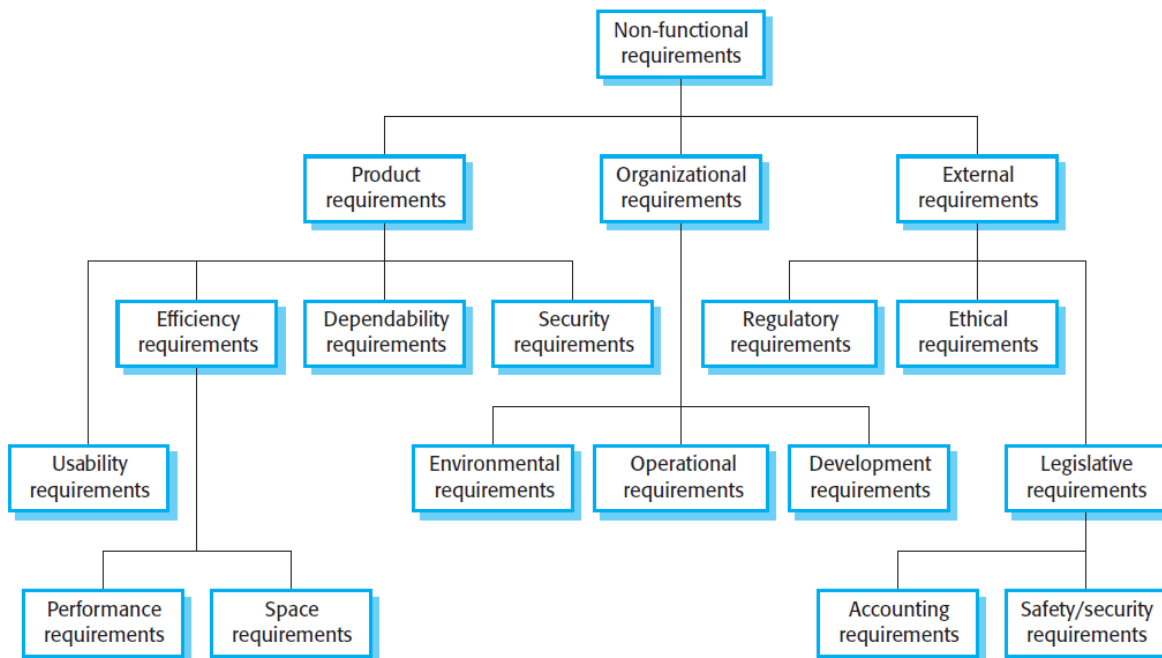 Non-functional
requirements
Product
requirements
Organizational
requirements
External
requirements
Efficiency
requirements
Dependability
requirements
Security
requirements
Regulatory
requirements
Ethical
requirements
Usability
requirements
Environmental
requirements
Operational
requirements
Development
requirements
Legislative
requirements
Performance
requirements
Space
requirements
Accounting
requirements
Safety/security
requirements